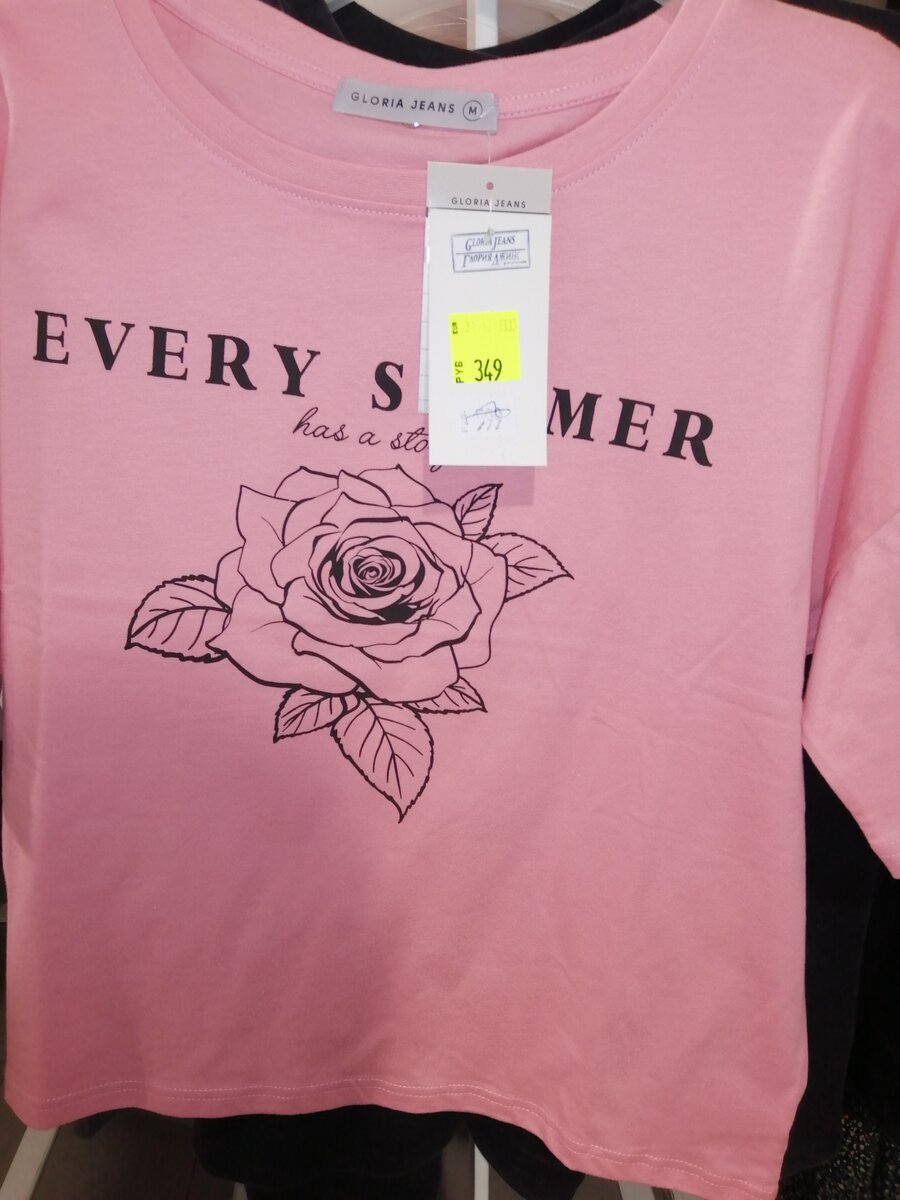 GLORIA JEANS M
GLORIA JEANS
GLORIA JEANS
ГЛОРИЯ ДЖИНС
РУБ 349
EVERY S MER
has a sto